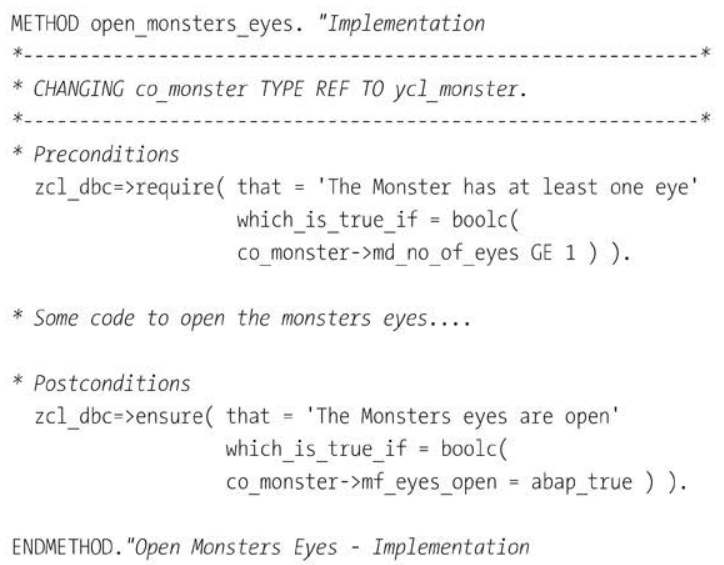 METHOD open_monsters_eyes. "Implementation
*--------------------------------------------------------------*
* CHANGING co_monster TYPE REF TO ycl_monster.
*--------------------------------------------------------------*
* Preconditions
zcl_dbc=>require( that = 'The Monster has at least one eye'
which_is_true_if = boolc(
co_monster->md_no_of_eyes GE 1 ) ).
* Some code to open the monsters eyes....
* Postconditions
zcl_dbc=>ensure( that = 'The Monsters eyes are open'
which_is_true_if = boolc(
co_monster->mf_eyes_open = abap_true ) ).
ENDMETHOD."Open Monsters Eyes - Implementation